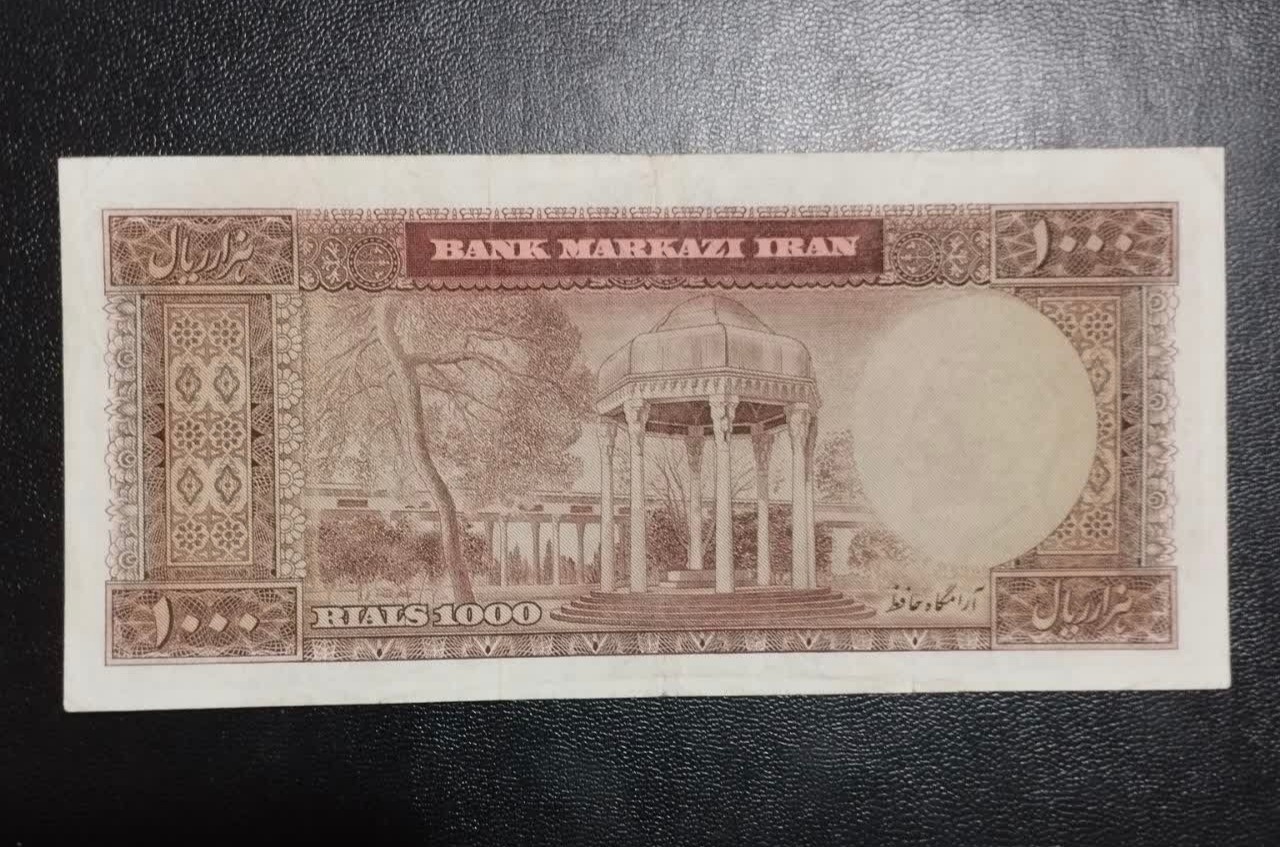 هزار ریال
BANK MARKAZI IRAN
۱۰۰۰
۱۰۰۰
RIALS 1000
آرامگاه حافظ
هزار ریال